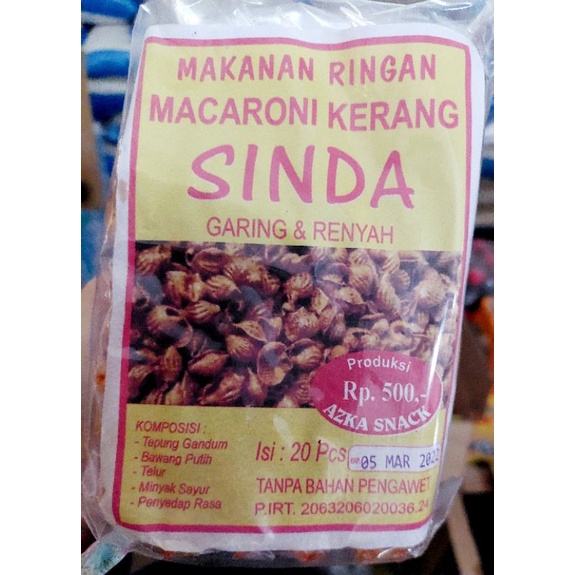 MAKANAN RINGAN
MACARONI KERANG
SINDA
GARING & RENYAH
Produksi
Rp. 500,-
AZKA SNACK
KOMPOSISI :
- Tepung Gandum
- Bawang Putih
- Telur
- Minyak Sayur
- Penyedap Rasa
Isi : 20 Pcs
05 MAR
TANPA BAHAN PENGAWET
P.IRT. 2063206020036.24